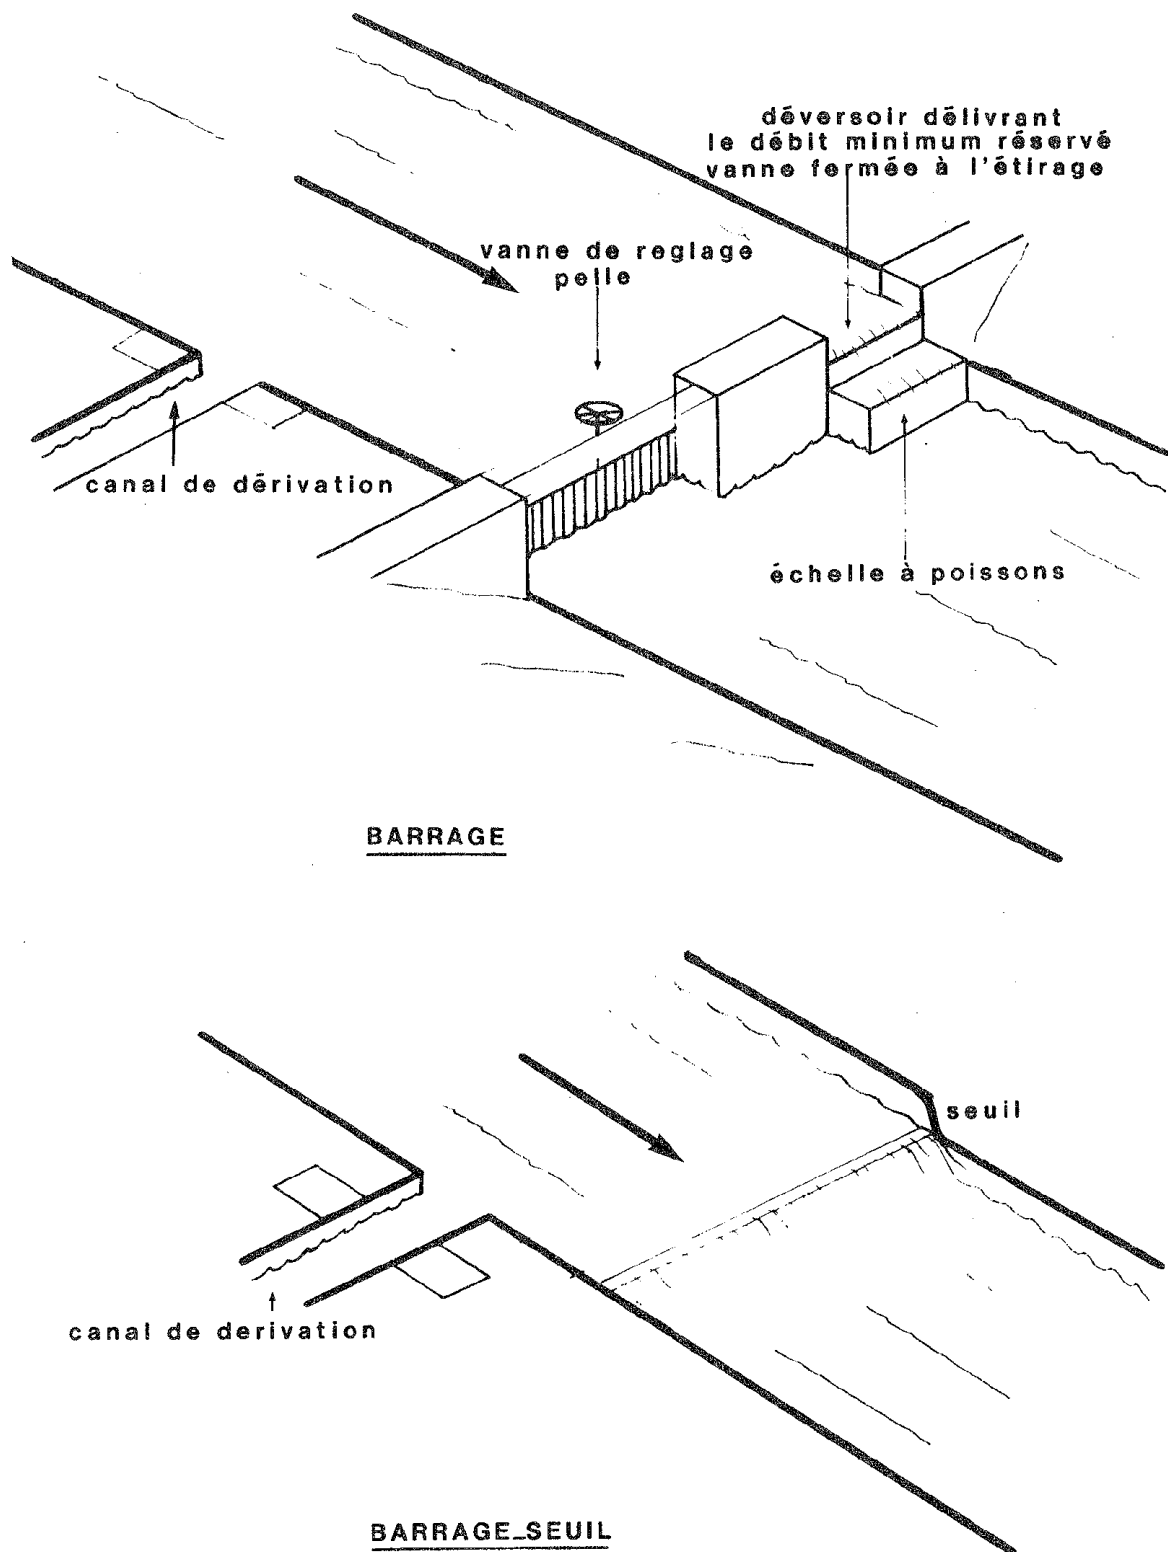 déversoir délivrant
le débit minimum réservé
vanne fermée à l'étirage
vanne de reglage
pelle
canal de dérivation
échelle à poissons
BARRAGE
seuil
canal de derivation
BARRAGE_SEUIL